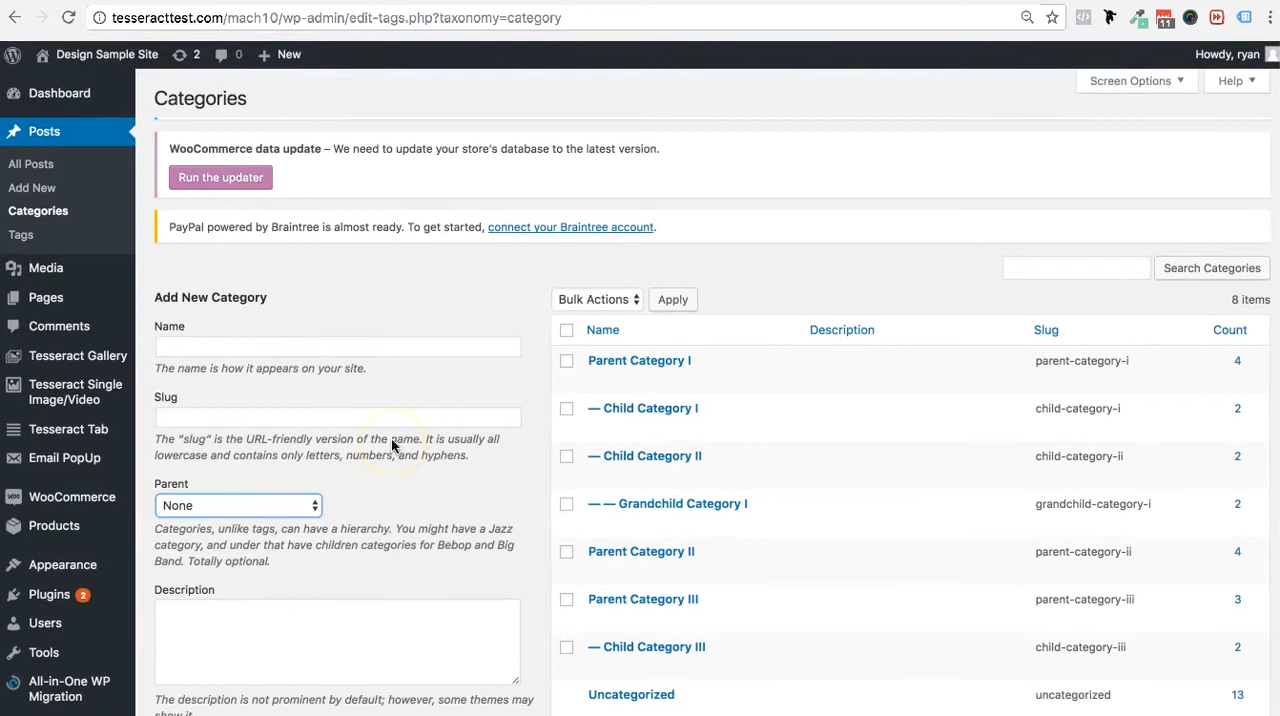 tesseracttest.com/mach10/wp-admin/edit-tags.php?taxonomy=category
11
Design Sample Site
2
0
New
Howdy, ryan
Dashboard
Posts
All Posts
Add New
Categories
Tags
Media
Pages
Comments
Tesseract Gallery
Tesseract Single
Image/Video
Tesseract Tab
Email PopUp
WooCommerce
Products
Appearance
Plugins 2
Users
Tools
All-in-One WP
Migration
Screen Options
Help
Categories
WooCommerce data update – We need to update your store's database to the latest version.
Run the updater
PayPal powered by Braintree is almost ready. To get started, connect your Braintree account.
Search Categories
Add New Category
Name
The name is how it appears on your site.
Slug
The “slug” is the URL-friendly version of the name. It is usually all
lowercase and contains only letters, numbers, and hyphens.
Parent
None
Categories, unlike tags, can have a hierarchy. You might have a Jazz
category, and under that have children categories for Bebop and Big
Band. Totally optional.
Description
The description is not prominent by default; however, some themes may
show it.
Bulk Actions
Apply
8 items
Name Description Slug Count
Parent Category I parent-category-i 4
— Child Category I child-category-i 2
— Child Category II child-category-ii 2
— — Grandchild Category I grandchild-category-i 2
Parent Category II parent-category-ii 4
Parent Category III parent-category-iii 3
— Child Category III child-category-iii 2
Uncategorized uncategorized 13